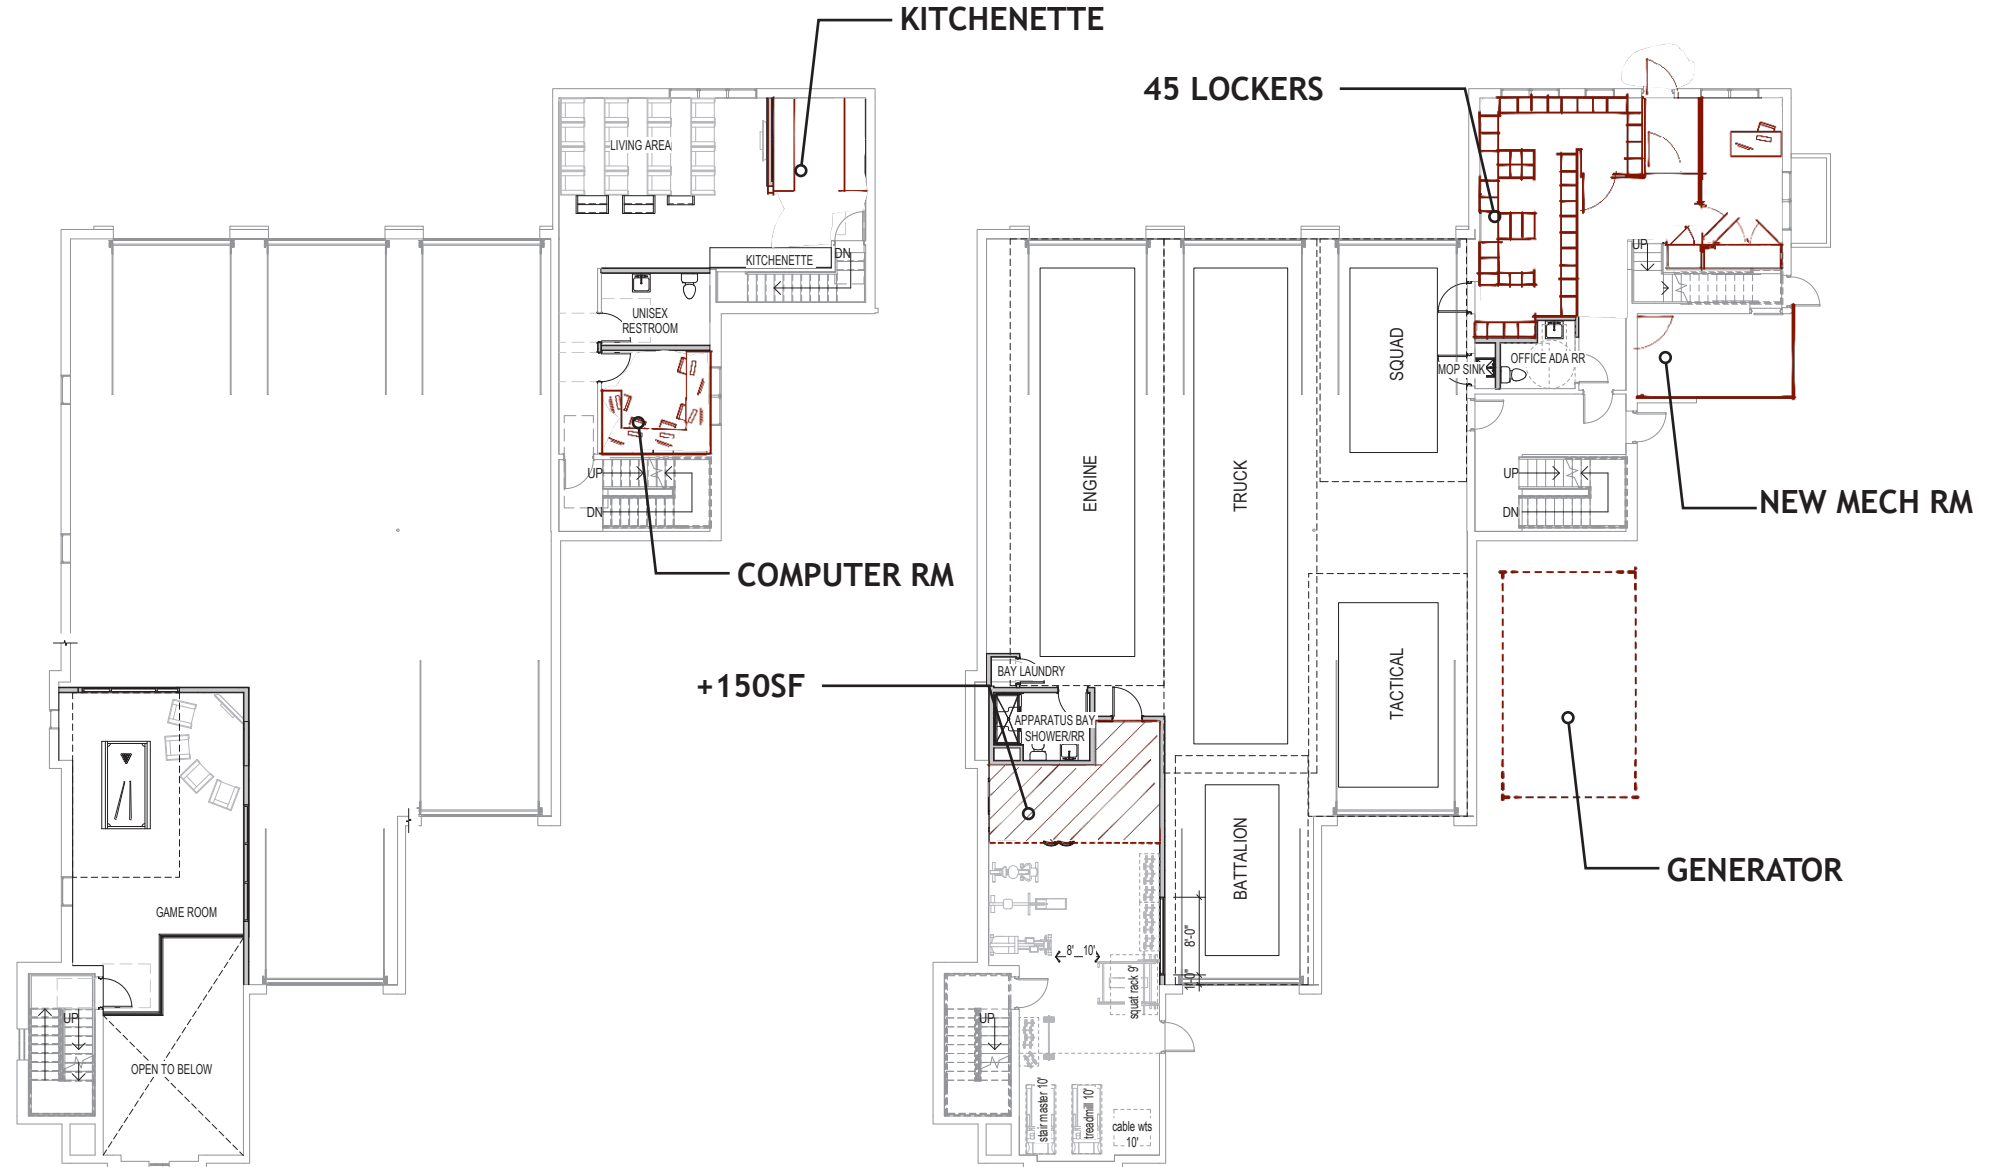 KITCHENETTE
45 LOCKERS
LIVING AREA
KITCHENETTE
DN
UP
UNISEX
RESTROOM
SQUAD
MOP SINK
OFFICE ADA RR
UP
DN
UP
DN
ENGINE
TRUCK
NEW MECH RM
COMPUTER RM
BAY LAUNDRY
+150SF
TACTICAL
APPARATUS BAY
SHOWER/RR
BATTALION
GENERATOR
GAME ROOM
8'-0"
8' 10'
1'-0"
squat rack 9'
UP
UP
OPEN TO BELOW
stair master 10'
treadmill 10'
cable wts
10'